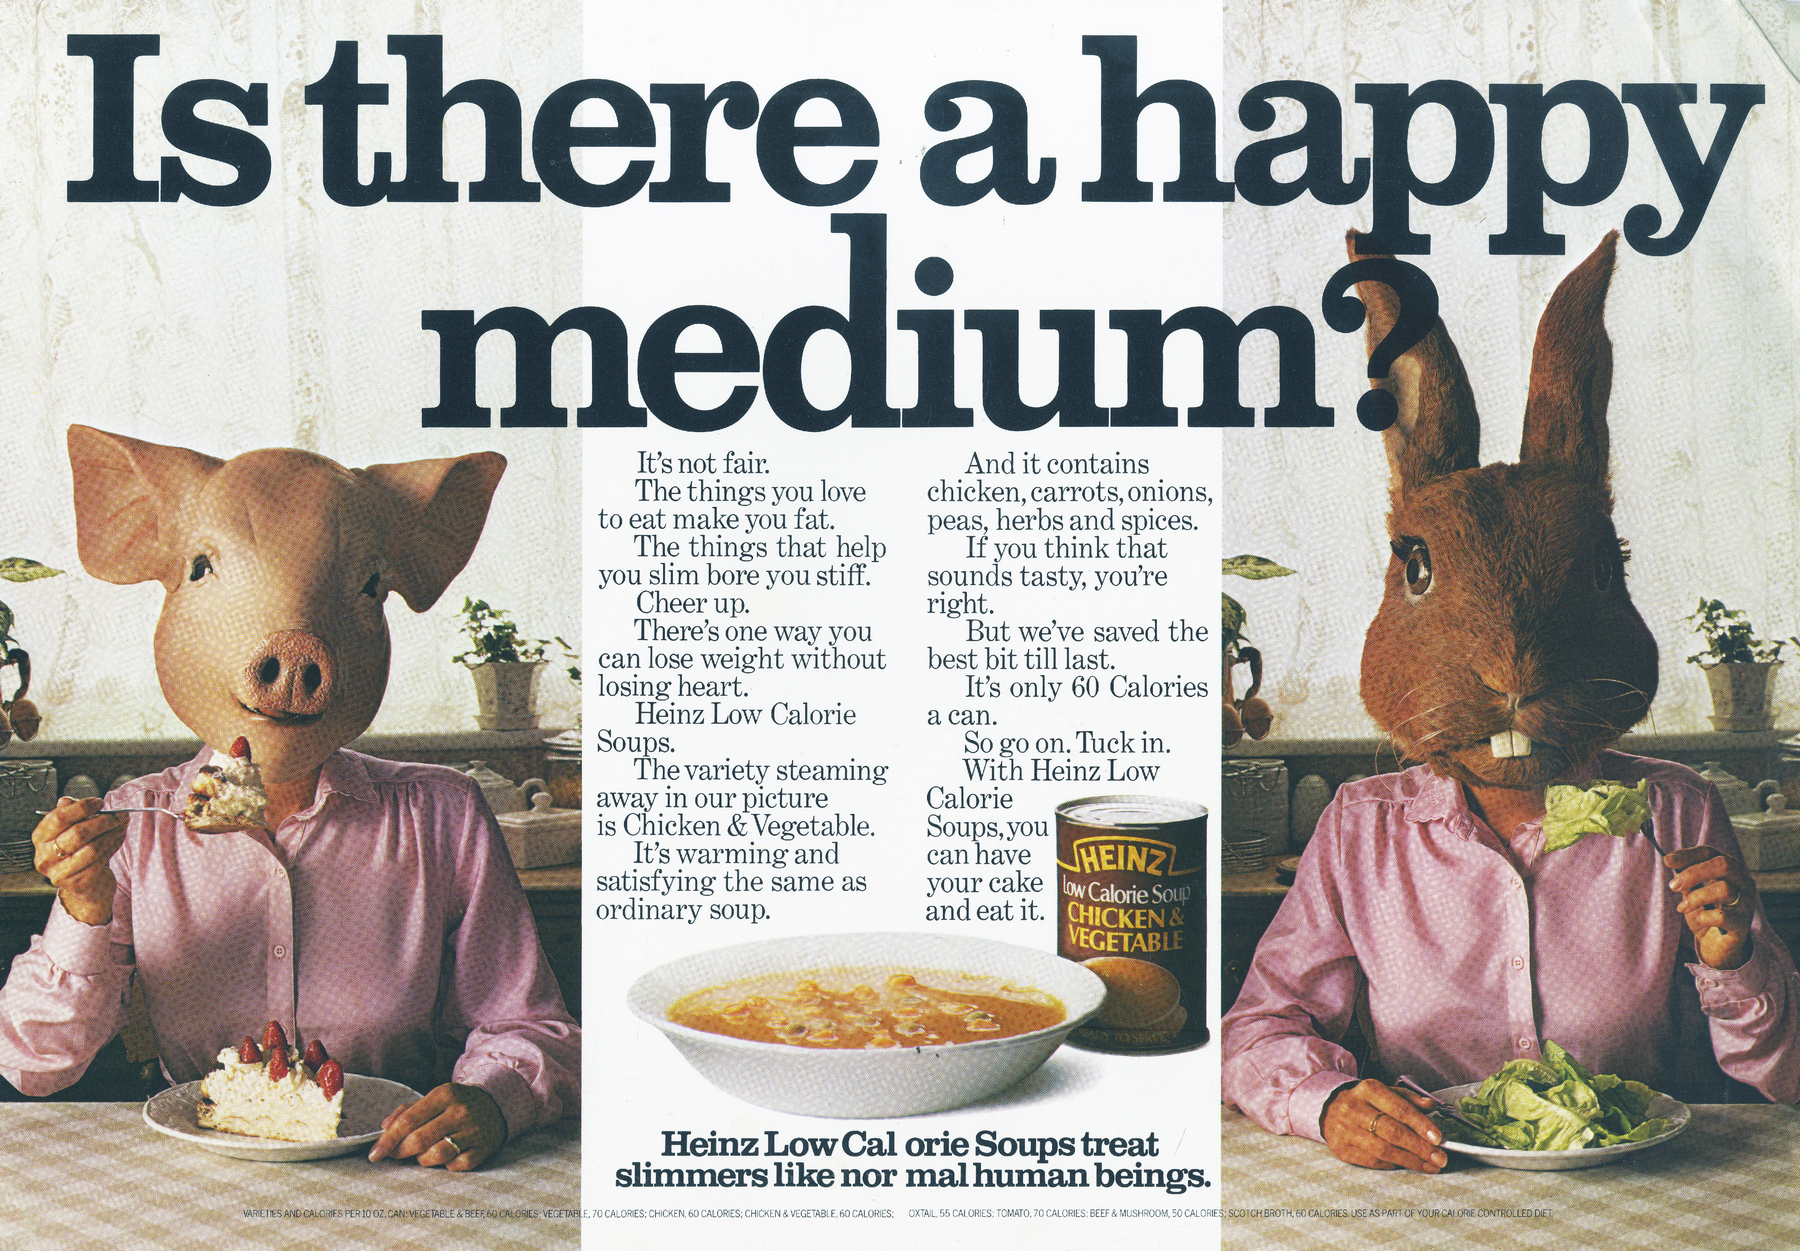 Is there a happy
medium?
It's not fair.
The things you love
to eat make you fat.
The things that help
you slim bore you stiff.
Cheer up.
There's one way you
can lose weight without
losing heart.
Heinz Low Calorie
Soups.
The variety steaming
away in our picture
is Chicken & Vegetable.
It's warming and
satisfying the same as
ordinary soup.
And it contains
chicken, carrots, onions,
peas, herbs and spices.
If you think that
sounds tasty, you're
right.
But we've saved the
best bit till last.
It's only 60 Calories
a can.
So go on. Tuck in.
With Heinz Low
Calorie
Soups, you
can have
your cake
and eat it.
HEINZ
Low Calorie Soup
CHICKEN &
VEGETABLE
Heinz Low Cal orie Soups treat
slimmers like nor mal human beings.
VARIETIES AND CALORIES PER 10 OZ. CAN: VEGETABLE & BEEF, 60 CALORIES; VEGETABLE, 70 CALORIES; CHICKEN, 60 CALORIES; CHICKEN & VEGETABLE, 60 CALORIES; OXTAIL, 55 CALORIES; TOMATO, 70 CALORIES; BEEF & MUSHROOM, 50 CALORIES; SCOTCH BROTH, 60 CALORIES. USE AS PART OF YOUR CALORIE CONTROLLED DIET.